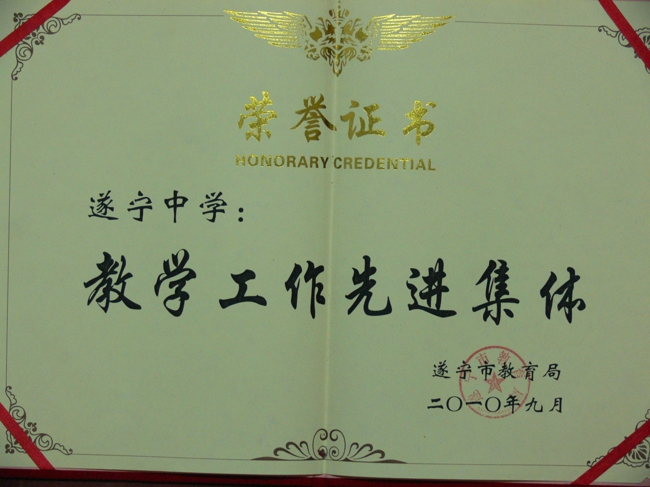 荣誉证书
HONORARY CREDENTIAL
遂宁中学：
教学工作先进集体
遂宁市教育局
二〇一〇年九月